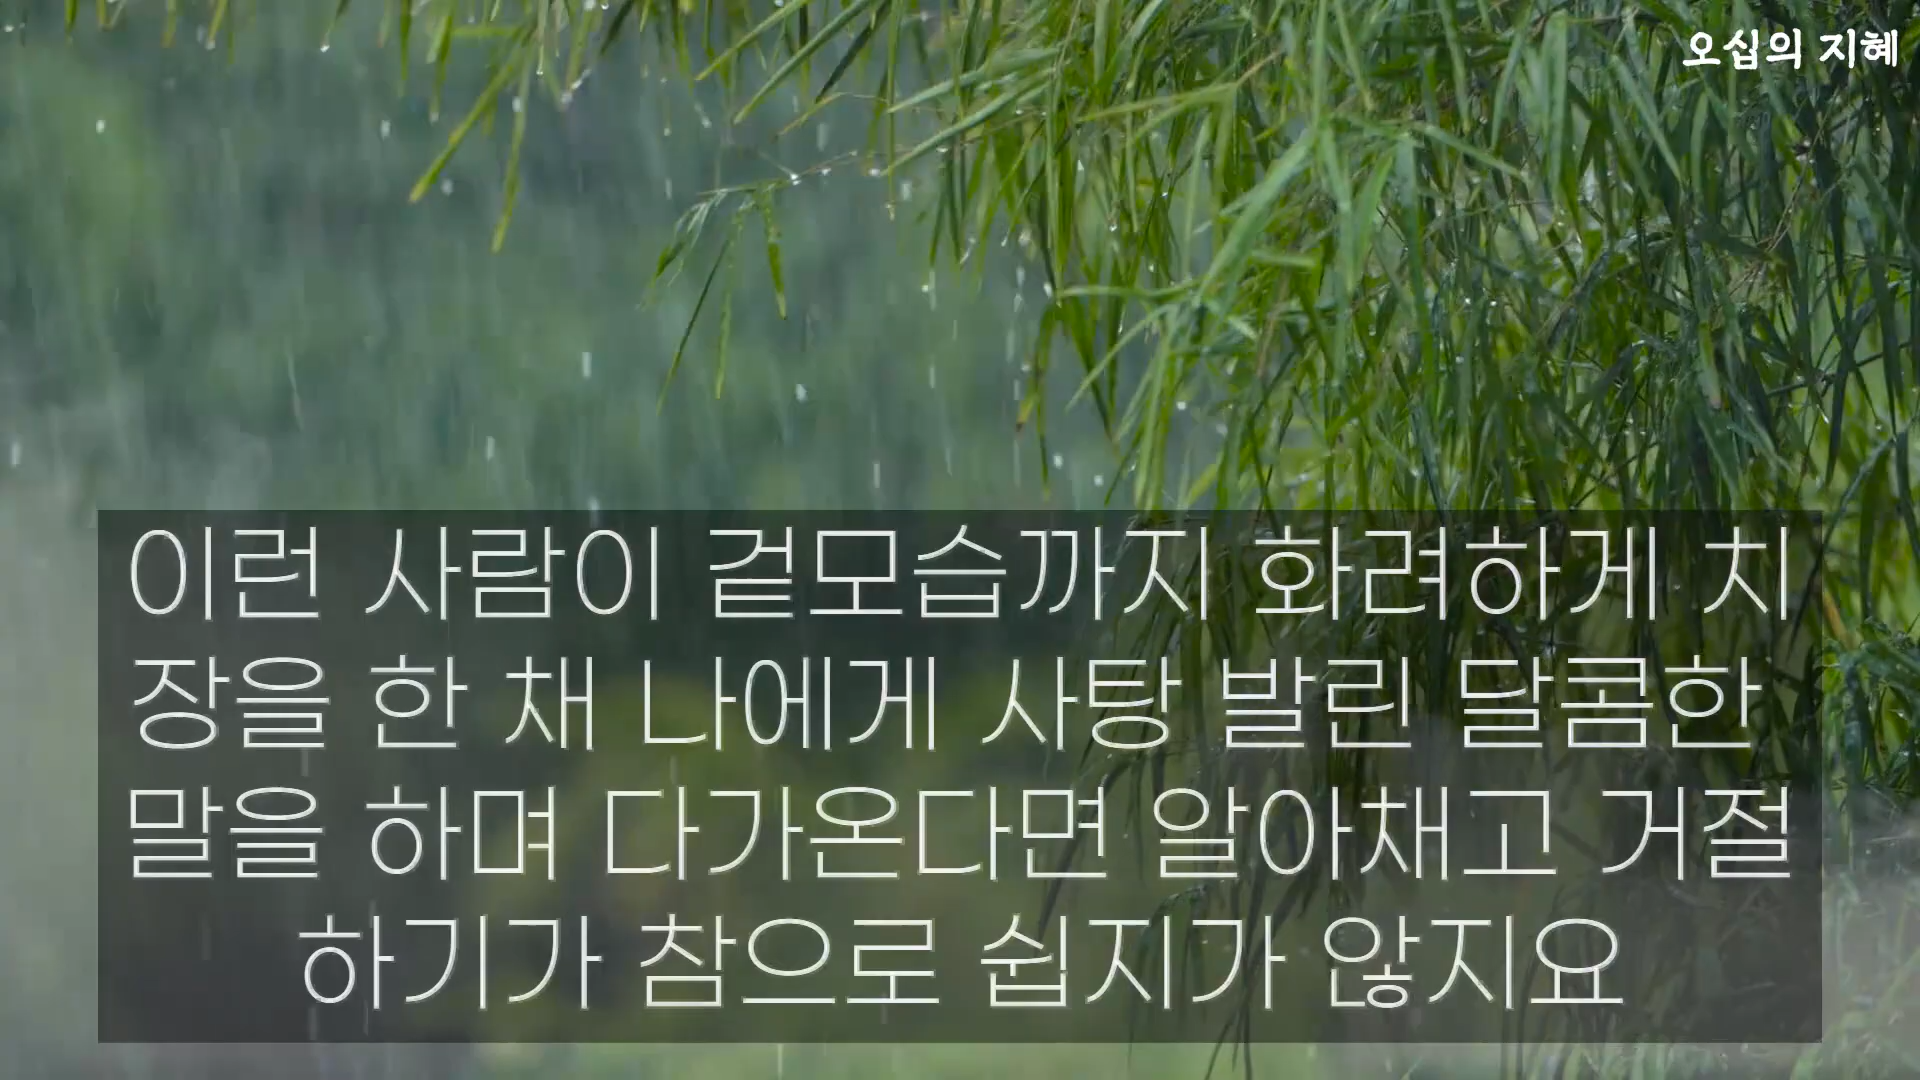 오십의 지혜
이런 사람이 겉모습까지 화려하게 치
장을 한 채 나에게 사탕 발린 달콤한
말을 하며 다가온다면 알아채고 거절
하기가 참으로 쉽지가 않지요